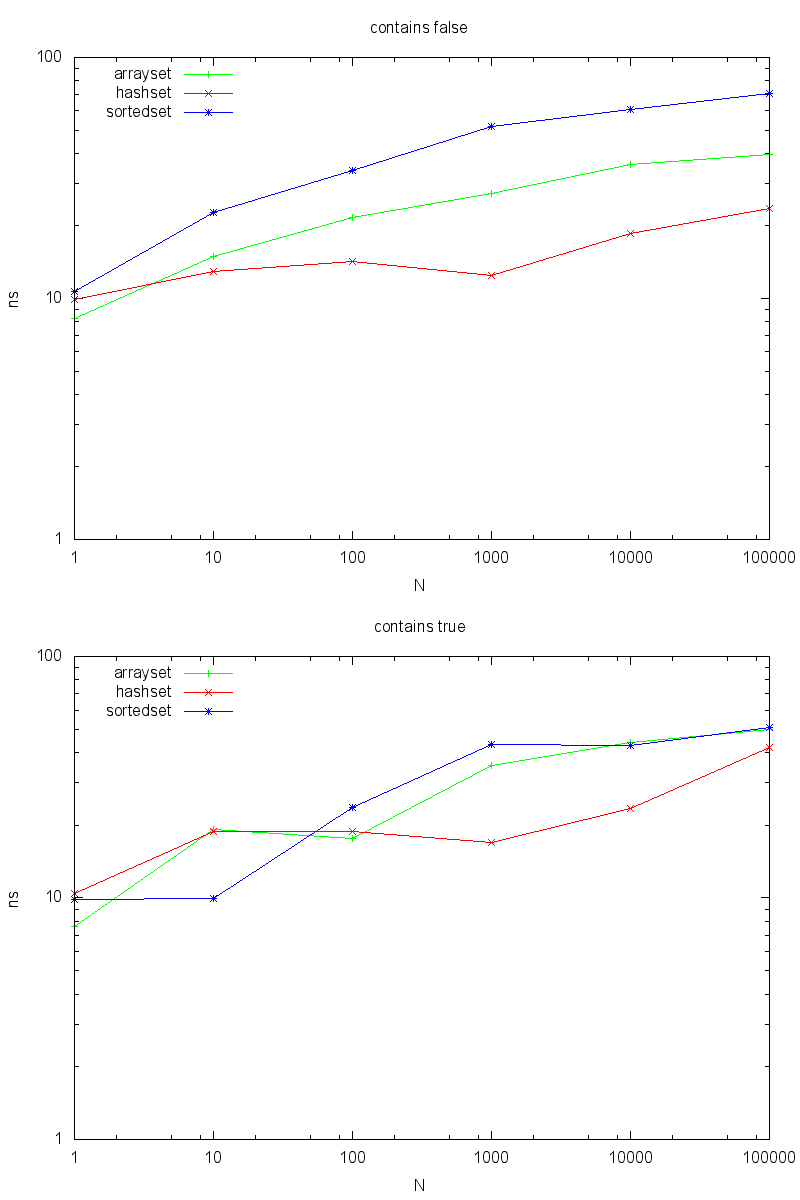 contains false
100
arrayset
hashset
sortedset
ns
10
1
1 10 100 1000 10000 100000
N
contains true
100
arrayset
hashset
sortedset
ns
10
1
1 10 100 1000 10000 100000
N